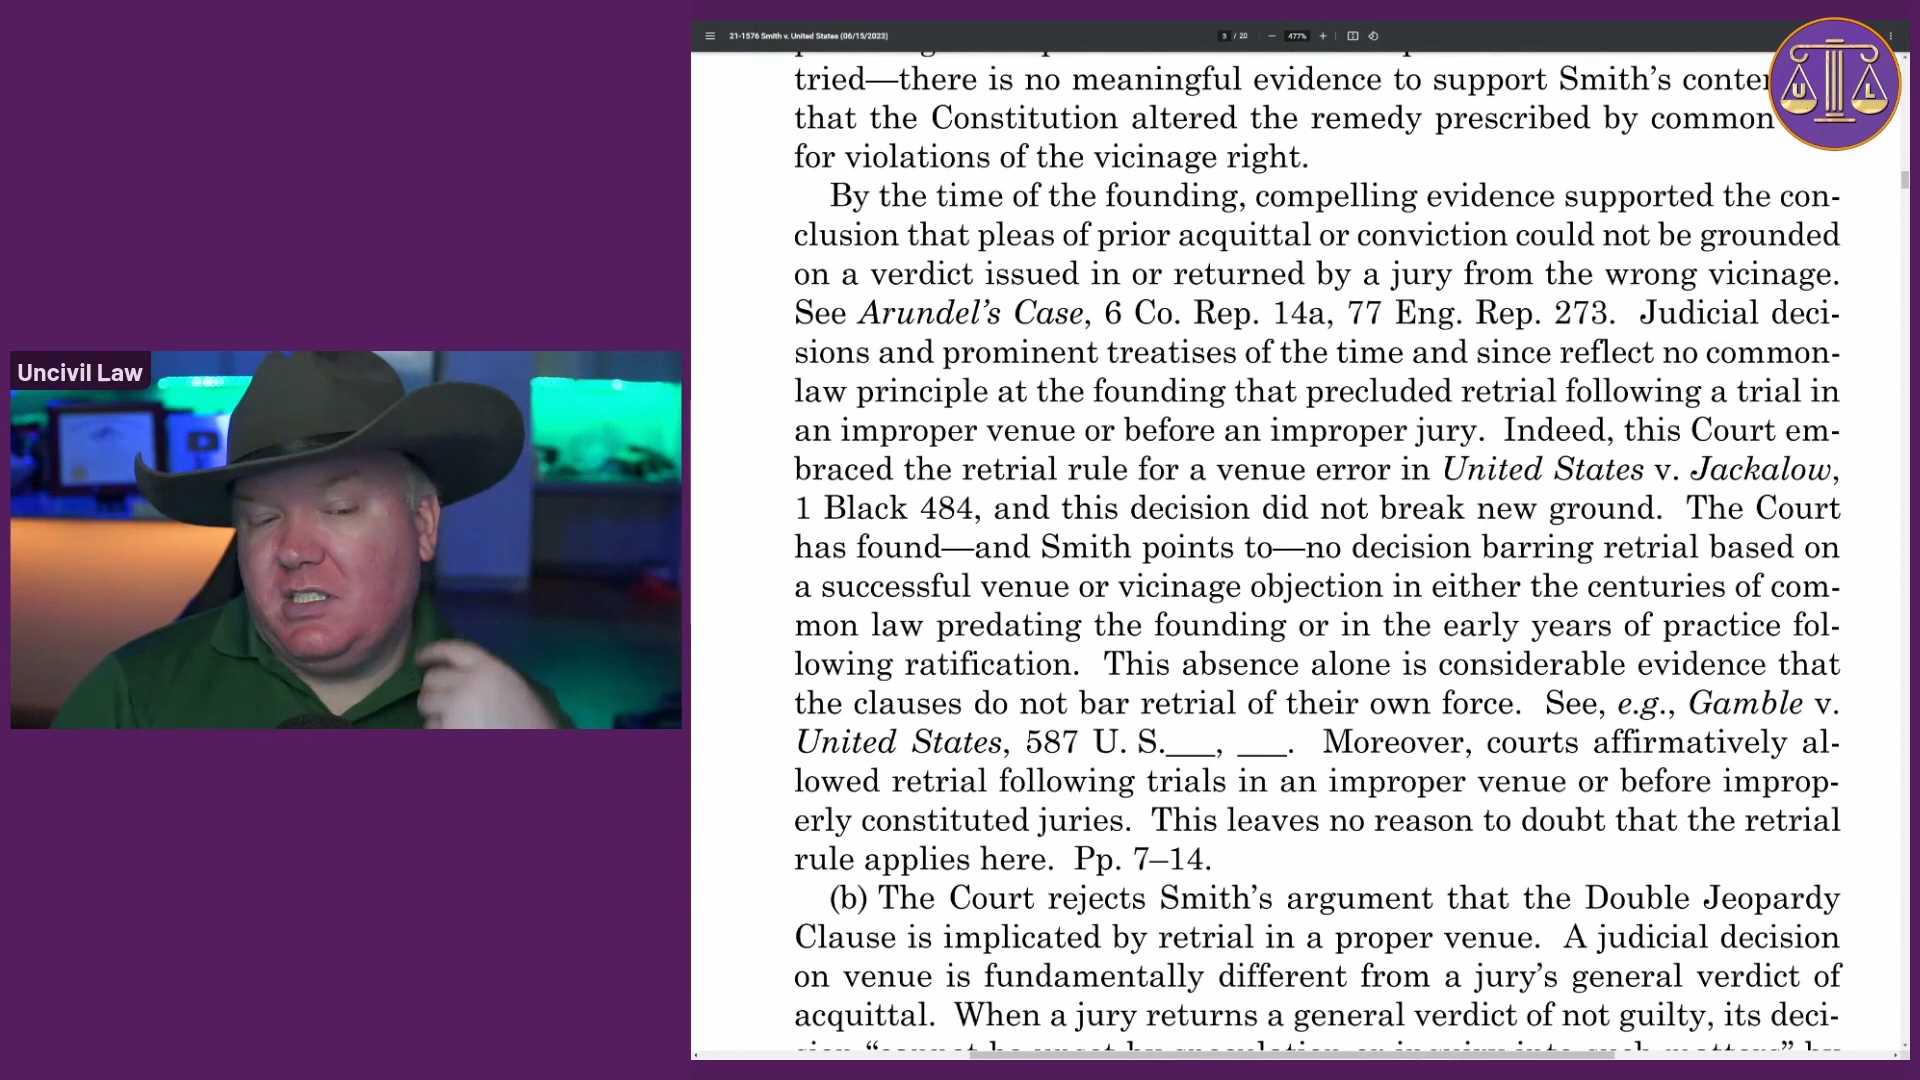 21-1576 Smith v. United States (06/15/2023)
3 / 20
477%
U L
tried—there is no meaningful evidence to support Smith's conte
that the Constitution altered the remedy prescribed by common
for violations of the vicinage right.
By the time of the founding, compelling evidence supported the con-
clusion that pleas of prior acquittal or conviction could not be grounded
on a verdict issued in or returned by a jury from the wrong vicinage.
See Arundel's Case, 6 Co. Rep. 14a, 77 Eng. Rep. 273. Judicial deci-
sions and prominent treatises of the time and since reflect no common-
law principle at the founding that precluded retrial following a trial in
an improper venue or before an improper jury. Indeed, this Court em-
braced the retrial rule for a venue error in United States v. Jackalow,
1 Black 484, and this decision did not break new ground. The Court
has found—and Smith points to—no decision barring retrial based on
a successful venue or vicinage objection in either the centuries of com-
mon law predating the founding or in the early years of practice fol-
lowing ratification. This absence alone is considerable evidence that
the clauses do not bar retrial of their own force. See, e.g., Gamble v.
United States, 587 U. S.___, ___. Moreover, courts affirmatively al-
lowed retrial following trials in an improper venue or before improp-
erly constituted juries. This leaves no reason to doubt that the retrial
rule applies here. Pp. 7–14.
(b) The Court rejects Smith's argument that the Double Jeopardy
Clause is implicated by retrial in a proper venue. A judicial decision
on venue is fundamentally different from a jury's general verdict of
acquittal. When a jury returns a general verdict of not guilty, its deci-
Uncivil Law